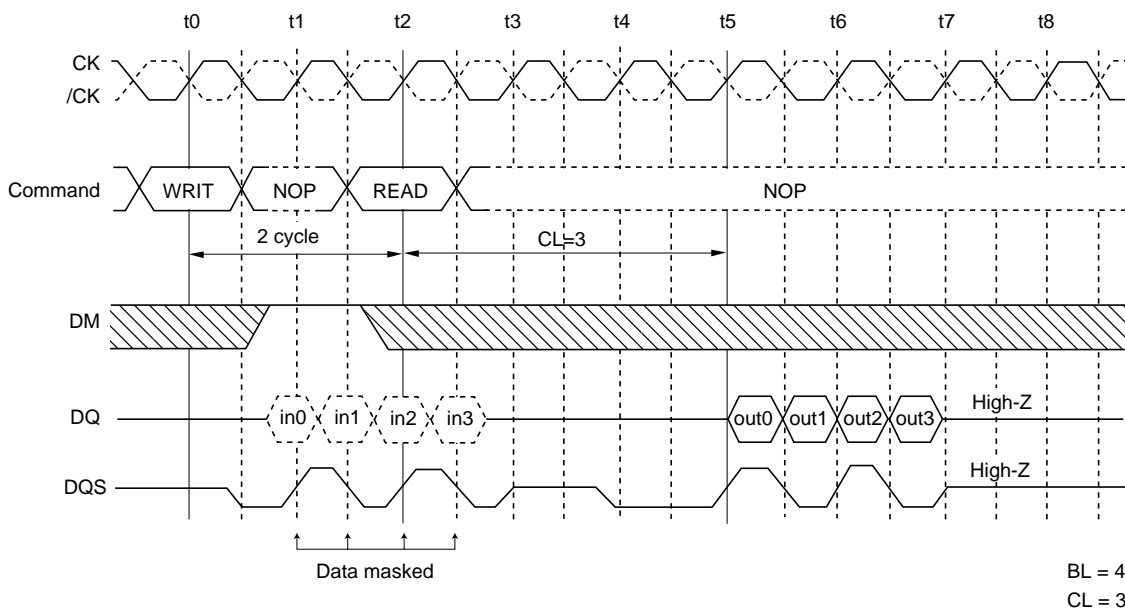 t0 t1 t2 t3 t4 t5 t6 t7 t8
CK
/CK
Command WRIT NOP READ NOP
2 cycle CL=3
DM
DQ in0 in1 in2 in3 out0 out1 out2 out3 High-Z
DQS High-Z
Data masked
BL = 4
CL = 3